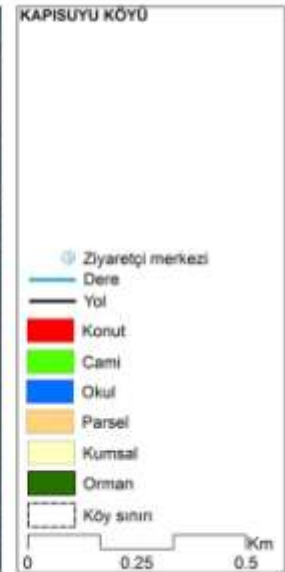 KAPISUYU KÖYÜ
Ziyaretçi merkezi
Dere
Yol
Konut
Cami
Okul
Parsel
Kumsal
Orman
Köy sınırı
Km
0 0.25 0.5